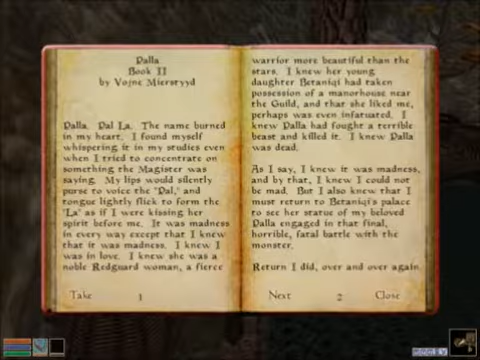 Palla
Book II
by Vojne Mierstyyd
Palla. Pal La. The name burned
in my heart. I found myself
whispering it in my studies even
when I tried to concentrate on
something the Magister was
saying. My lips would silently
purse to voice the "Pal," and
tongue lightly flick to form the
"La" as if I were kissing her
spirit before me. It was madness
in every way except that I knew
that it was madness. I knew I
was in love. I knew she was a
noble Redguard woman, a fierce
warrior more beautiful than the
stars. I knew her young
daughter Betaniqi had taken
possession of a manorhouse near
the Guild, and that she liked me,
perhaps was even infatuated. I
knew Palla had fought a terrible
beast and killed it. I knew Palla
was dead.
As I say, I knew it was madness,
and by that, I knew I could not
be mad. But I also knew that I
must return to Betaniqi's palace
to see her statue of my beloved
Palla engaged in that final,
horrible, fatal battle with the
monster.
Return I did, over and over again.
Take 1 Next 2 Close